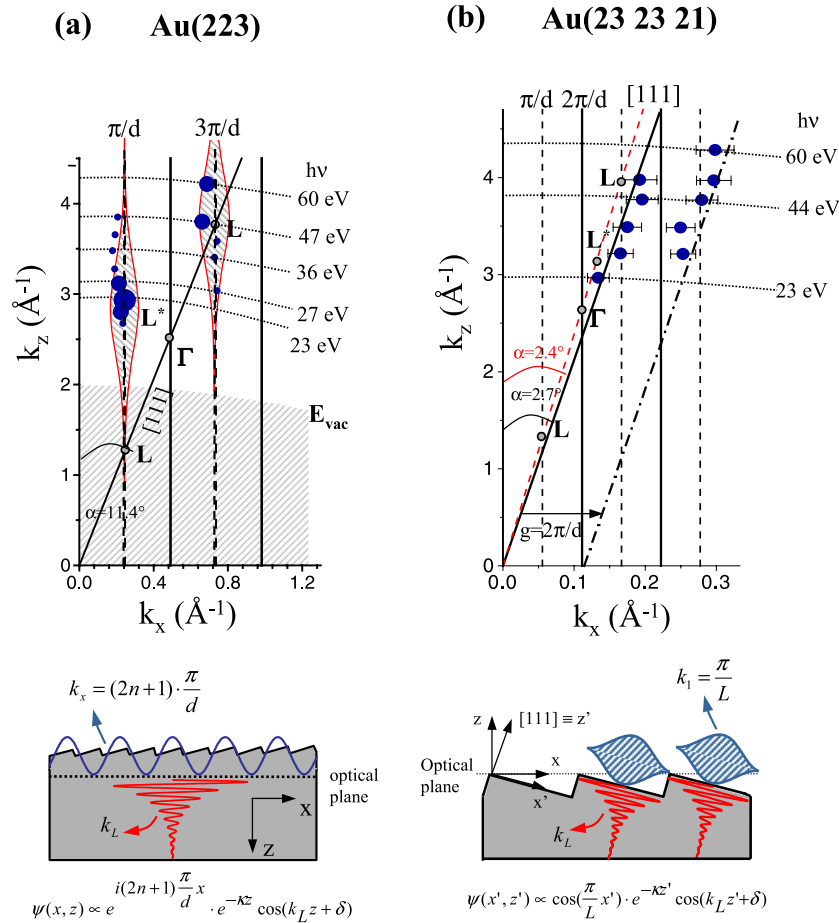 (a) Au(223)
π/d 3π/d
hν
60 eV
47 eV
36 eV
27 eV
23 eV
L
L*
Γ
[111]
E_vac
L
α=11.4°
k_z (Å⁻¹)
4
3
2
1
0
0.0 0.4 0.8 1.2
k_x (Å⁻¹)
(b) Au(23 23 21)
π/d 2π/d [111]
hν
60 eV
44 eV
23 eV
L
L*
Γ
α=2.4°
α=2.7°
L
g=2π/d
k_z (Å⁻¹)
4
3
2
1
0
0.0 0.1 0.2 0.3
k_x (Å⁻¹)
k_x = (2n+1)·π/d
optical
plane
k_L
x
z
ψ(x,z) ∝ e^{i(2n+1)(π/d)x} · e^{-κz} cos(k_L z + δ)
k_1 = π/L
z [111] ≡ z'
Optical
plane
x
x'
k_L
ψ(x',z') ∝ cos(π/L x') · e^{-κz'} cos(k_L z'+δ)